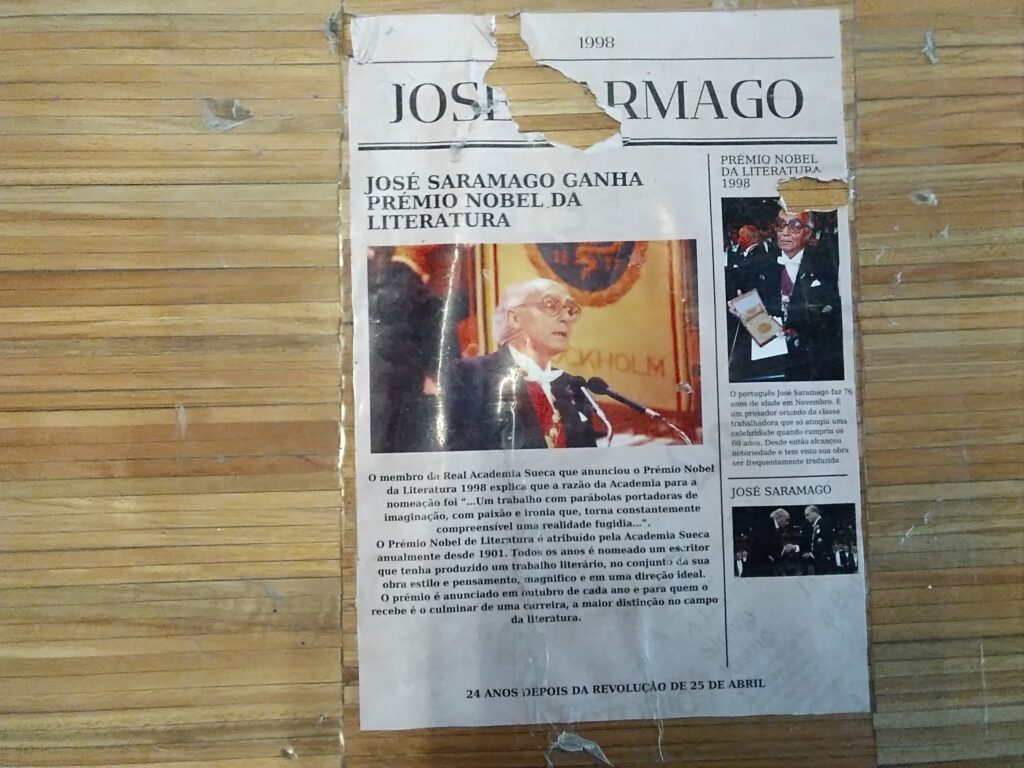 1998
JOSÉ ARMAGO
JOSÉ SARAMAGO GANHA
PRÉMIO NOBEL DA
LITERATURA
STOCKHOLM
O membro da Real Academia Sueca que anunciou o Prémio Nobel
da Literatura 1998 explica que a razão da Academia para a
nomeação foi "...Um trabalho com parábolas portadoras de
imaginação, com paixão e ironia que, torna constantemente
compreensível uma realidade fugidia...".
O Prémio Nobel de Literatura é atribuído pela Academia Sueca
anualmente desde 1901. Todos os anos é nomeado um escritor
que tenha produzido um trabalho literário, no conjunto da sua
obra estilo e pensamento, magnífico e em uma direção ideal.
O prémio é anunciado em outubro de cada ano e para quem o
recebe é o culminar de uma carreira, a maior distinção no campo
da literatura.
PRÉMIO NOBEL
DA LITERATURA
1998
O português José Saramago faz 76
anos de idade em Novembro. É
um prosador oriundo da classe
trabalhadora que só atingiu uma
celebridade quando cumpriu os
60 anos. Desde então alcançou
notoriedade e tem visto sua obra
ser frequentemente traduzida.
JOSÉ SARAMAGO
24 ANOS DEPOIS DA REVOLUÇÃO DE 25 DE ABRIL